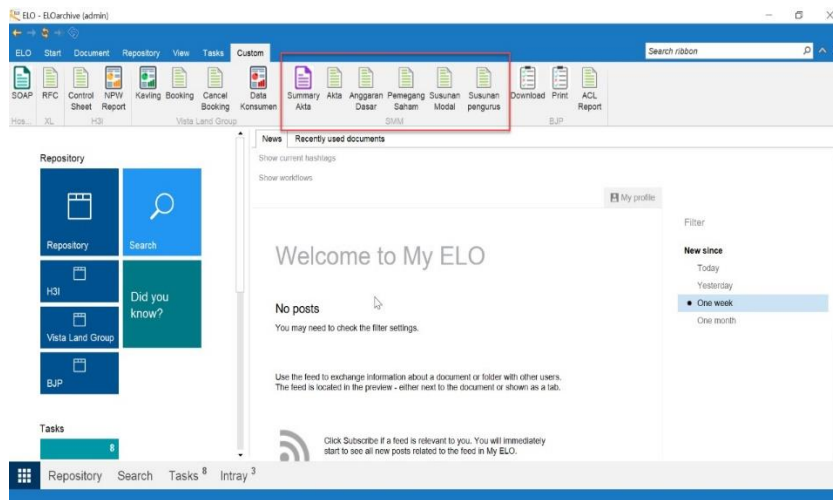 ELO - ELOarchive (admin)
ELO Start Document Repository View Tasks Custom
Search ribbon
SOAP RFC Control Sheet NPW Report Kavling Booking Cancel Booking Data Konsumen Summary Akta Akta Anggaran Dasar Pemegang Saham Susunan Modal Susunan pengurus Download Print ACL Report
Hos... XL H3I Vista Land Group SMM BJP
News Recently used documents
Show current hashtags
Show workflows
My profile
Repository
Repository
Search
H3I
Did you know?
Vista Land Group
BJP
Tasks
8
Welcome to My ELO
No posts
You may need to check the filter settings.
Use the feed to exchange information about a document or folder with other users.
The feed is located in the preview - either next to the document or shown as a tab.
Click Subscribe if a feed is relevant to you. You will immediately
start to see all new posts related to the feed in My ELO.
Filter
New since
Today
Yesterday
One week
One month
Repository Search Tasks 8 Intray 3